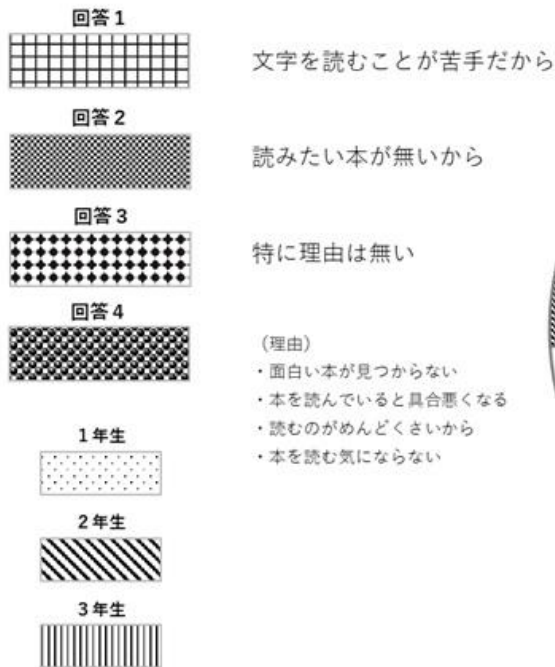 回答1
文字を読むことが苦手だから
回答2
読みたい本が無いから
回答3
特に理由は無い
回答4
（理由）
・面白い本が見つからない
・本を読んでいると具合悪くなる
・読むのがめんどくさいから
・本を読む気にならない
1年生
2年生
3年生